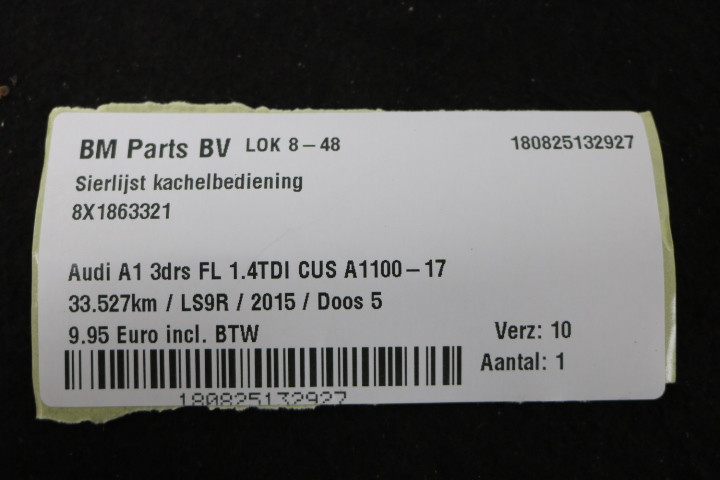 BM Parts BV LOK 8-48 180825132927
Sierlijst kachelbediening
8X1863321
Audi A1 3drs FL 1.4TDI CUS A1100-17
33.527km / LS9R / 2015 / Doos 5
9.95 Euro incl. BTW Verz: 10
Aantal: 1
180825132927